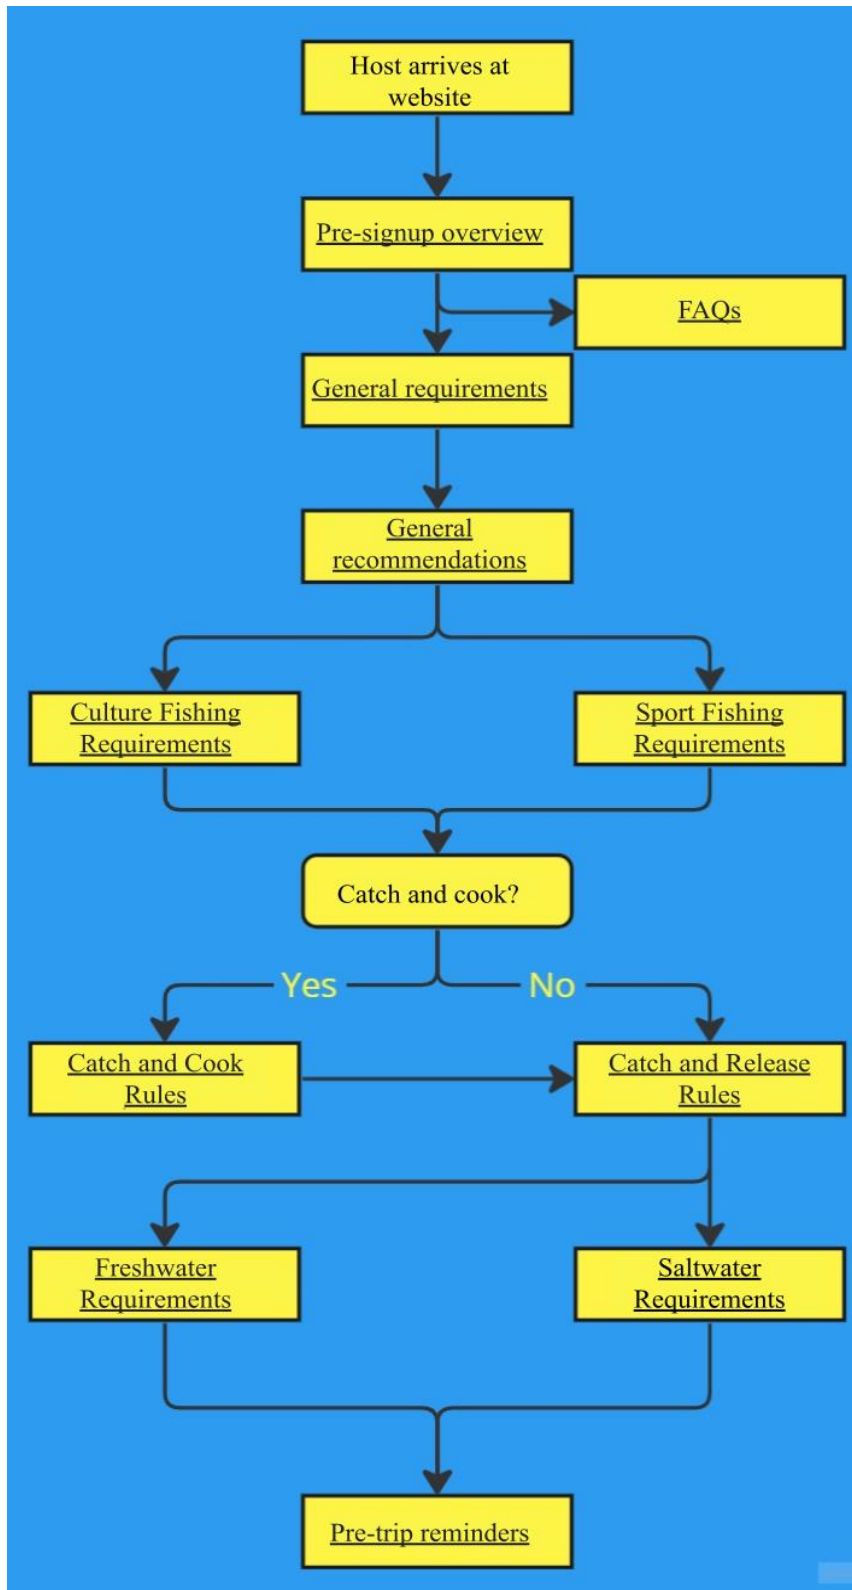 Host arrives at
website
Pre-signup overview
FAQs
General requirements
General
recommendations
Culture Fishing
Requirements
Sport Fishing
Requirements
Catch and cook?
Yes
No
Catch and Cook
Rules
Catch and Release
Rules
Freshwater
Requirements
Saltwater
Requirements
Pre-trip reminders